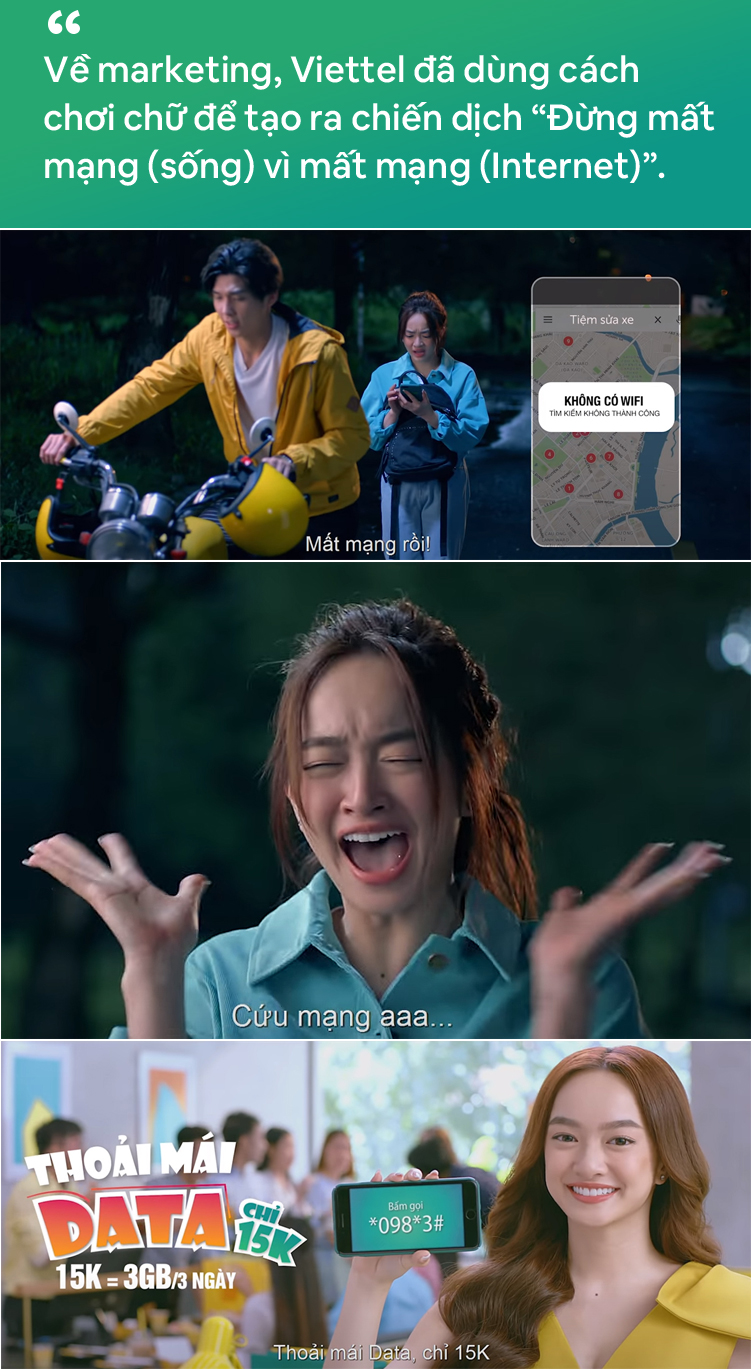 “
Về marketing, Viettel đã dùng cách
chơi chữ để tạo ra chiến dịch “Đừng mất
mạng (sống) vì mất mạng (Internet)”.
Tiệm sửa xe
KHÔNG CÓ WIFI
TÌM KIẾM KHÔNG THÀNH CÔNG
Mất mạng rồi!
Cứu mạng aaa...
THOẢI MÁI
DATA
CHỈ
15K
15K = 3GB/3 NGÀY
Bấm gọi
*098*3#
Thoải mái Data, chỉ 15K